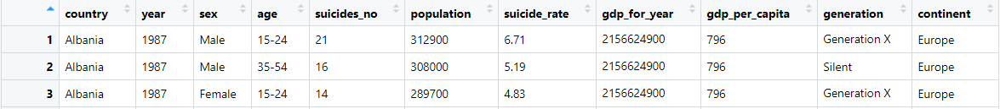 country year sex age suicides_no population suicide_rate gdp_for_year gdp_per_capita generation continent
1 Albania 1987 Male 15-24 21 312900 6.71 2156624900 796 Generation X Europe
2 Albania 1987 Male 35-54 16 308000 5.19 2156624900 796 Silent Europe
3 Albania 1987 Female 15-24 14 289700 4.83 2156624900 796 Generation X Europe